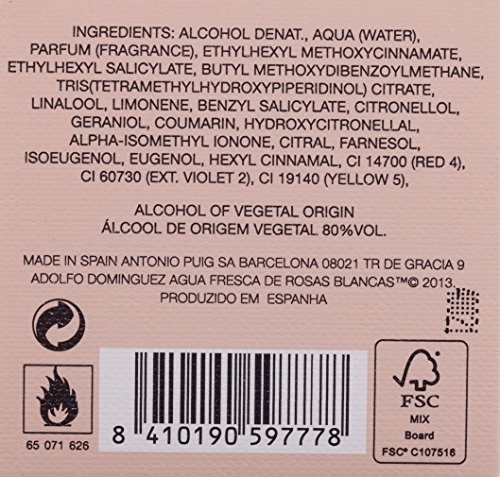 INGREDIENTS: ALCOHOL DENAT., AQUA (WATER),
PARFUM (FRAGRANCE), ETHYLHEXYL METHOXYCINNAMATE,
ETHYLHEXYL SALICYLATE, BUTYL METHOXYDIBENZOYLMETHANE,
TRIS(TETRAMETHYLHYDROXYPIPERIDINOL) CITRATE,
LINALOOL, LIMONENE, BENZYL SALICYLATE, CITRONELLOL,
GERANIOL, COUMARIN, HYDROXYCITRONELLAL,
ALPHA-ISOMETHYL IONONE, CITRAL, FARNESOL,
ISOEUGENOL, EUGENOL, HEXYL CINNAMAL, CI 14700 (RED 4),
CI 60730 (EXT. VIOLET 2), CI 19140 (YELLOW 5),
ALCOHOL OF VEGETAL ORIGIN
ÁLCOOL DE ORIGEM VEGETAL 80%VOL.
MADE IN SPAIN ANTONIO PUIG SA BARCELONA 08021 TR DE GRACIA 9
ADOLFO DOMINGUEZ AGUA FRESCA DE ROSAS BLANCAS™© 2013.
PRODUZIDO EM ESPANHA
65 071 626
8 410190 597778
FSC
MIX
Board
FSC® C107516